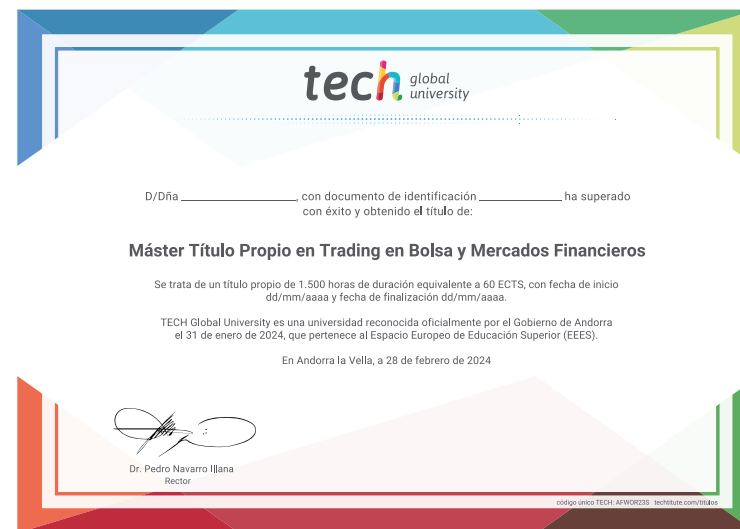 tech global university
D/Dña ____________, con documento de identificación ____________ ha superado
con éxito y obtenido el título de:
Máster Título Propio en Trading en Bolsa y Mercados Financieros
Se trata de un título propio de 1.500 horas de duración equivalente a 60 ECTS, con fecha de inicio
dd/mm/aaaa y fecha de finalización dd/mm/aaaa.
TECH Global University es una universidad reconocida oficialmente por el Gobierno de Andorra
el 31 de enero de 2024, que pertenece al Espacio Europeo de Educación Superior (EEES).
En Andorra la Vella, a 28 de febrero de 2024
Dr. Pedro Navarro Illana
Rector
código único TECH: AFWOR23S techtitute.com/titulos